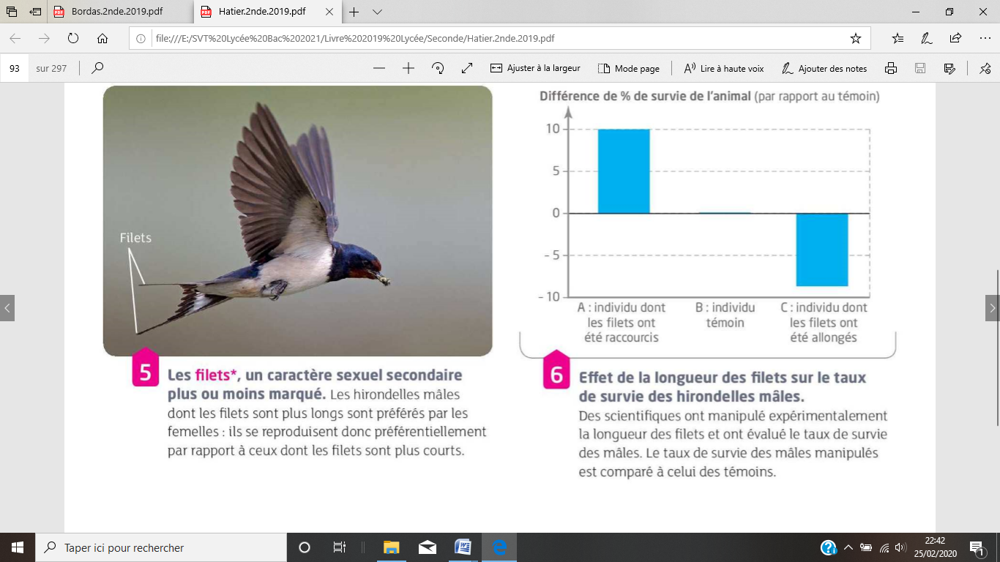 Bordas.2nde.2019.pdf
Hatier.2nde.2019.pdf
file:///E:/SVT%20Lycée%20Bac%202021/Livre%202019%20Lycée/Seconde/Hatier.2nde.2019.pdf
93 sur 297
Ajuster à la largeur
Mode page
Lire à haute voix
Ajouter des notes
Filets
5
Les filets*, un caractère sexuel secondaire
plus ou moins marqué. Les hirondelles mâles
dont les filets sont plus longs sont préférés par les
femelles : ils se reproduisent donc préférentiellement
par rapport à ceux dont les filets sont plus courts.
Différence de % de survie de l'animal (par rapport au témoin)
10
5
0
- 5
- 10
A : individu dont
les filets ont
été raccourcis
B : individu
témoin
C : individu dont
les filets ont
été allongés
6
Effet de la longueur des filets sur le taux
de survie des hirondelles mâles.
Des scientifiques ont manipulé expérimentalement
la longueur des filets et ont évalué le taux de survie
des mâles. Le taux de survie des mâles manipulés
est comparé à celui des témoins.
Taper ici pour rechercher
22:42
25/02/2020
1